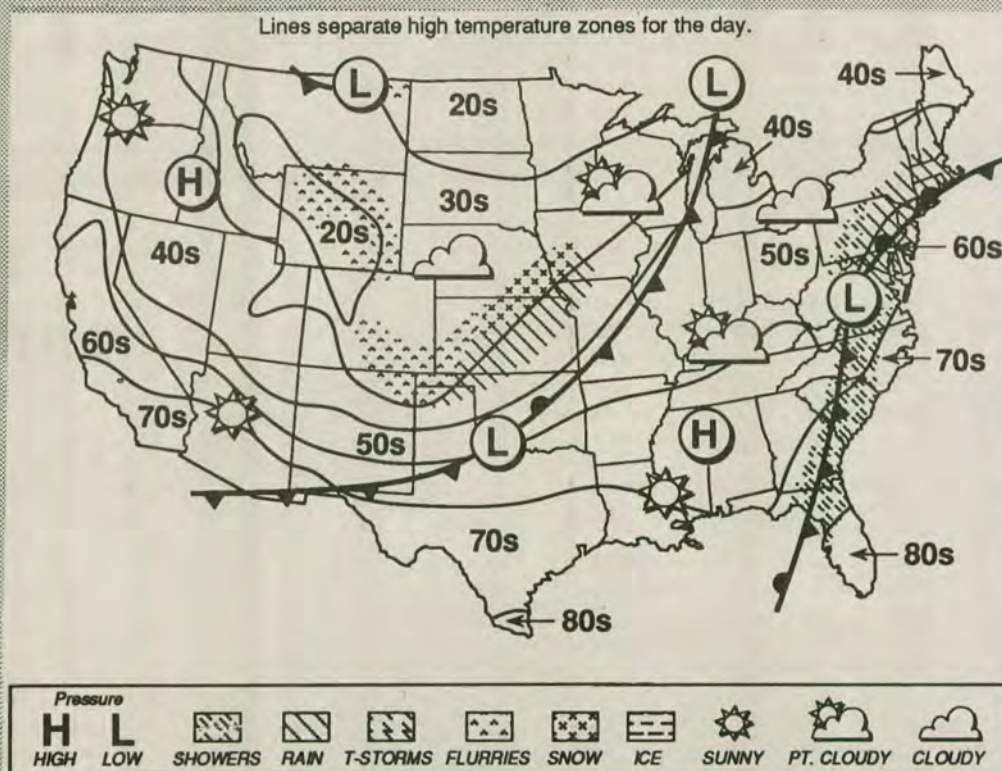 Lines separate high temperature zones for the day.
L
L
40s
20s
40s
H
30s
20s
40s
50s
60s
L
60s
70s
70s
H
50s
L
70s
80s
80s
Pressure
H L
HIGH LOW SHOWERS RAIN T-STORMS FLURRIES SNOW ICE SUNNY PT. CLOUDY CLOUDY